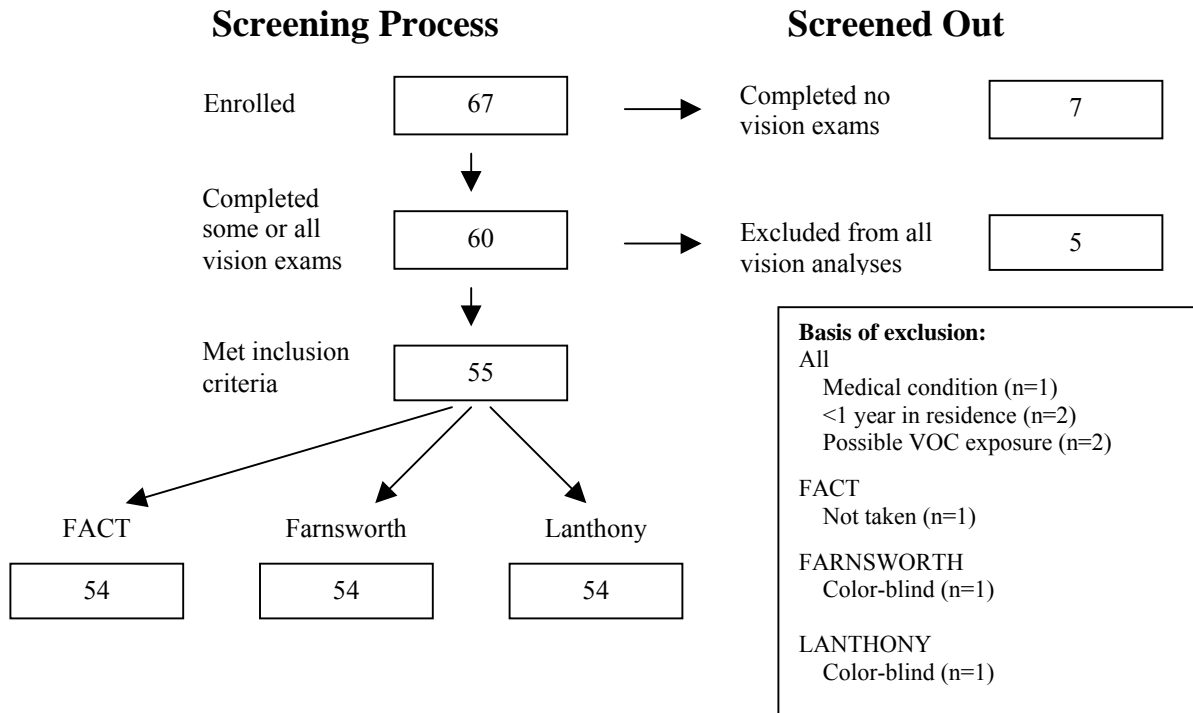 Screening Process
Screened Out
Enrolled
67
Completed no
vision exams
7
Completed
some or all
vision exams
60
Excluded from all
vision analyses
5
Met inclusion
criteria
55
FACT
Farnsworth
Lanthony
54
54
54
Basis of exclusion:
All
Medical condition (n=1)
<1 year in residence (n=2)
Possible VOC exposure (n=2)
FACT
Not taken (n=1)
FARNSWORTH
Color-blind (n=1)
LANTHONY
Color-blind (n=1)